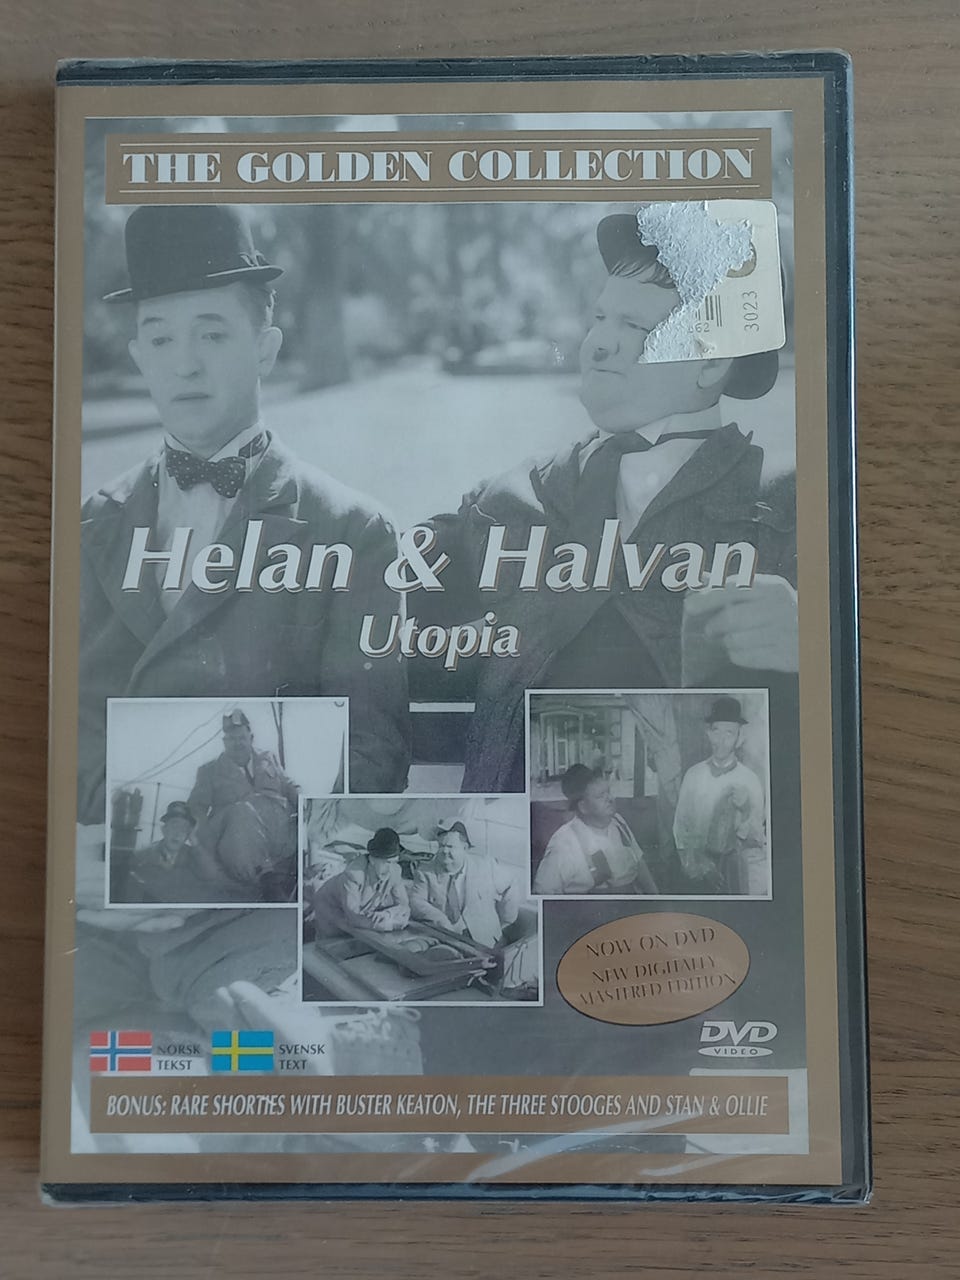 THE GOLDEN COLLECTION
3023
Helan & Halvan
Utopia
NOW ON DVD
NEW DIGITALLY
MASTERED EDITION
DVD
VIDEO
NORSK
TEKST
SVENSK
TEXT
BONUS: RARE SHORTIES WITH BUSTER KEATON, THE THREE STOOGES AND STAN & OLLIE